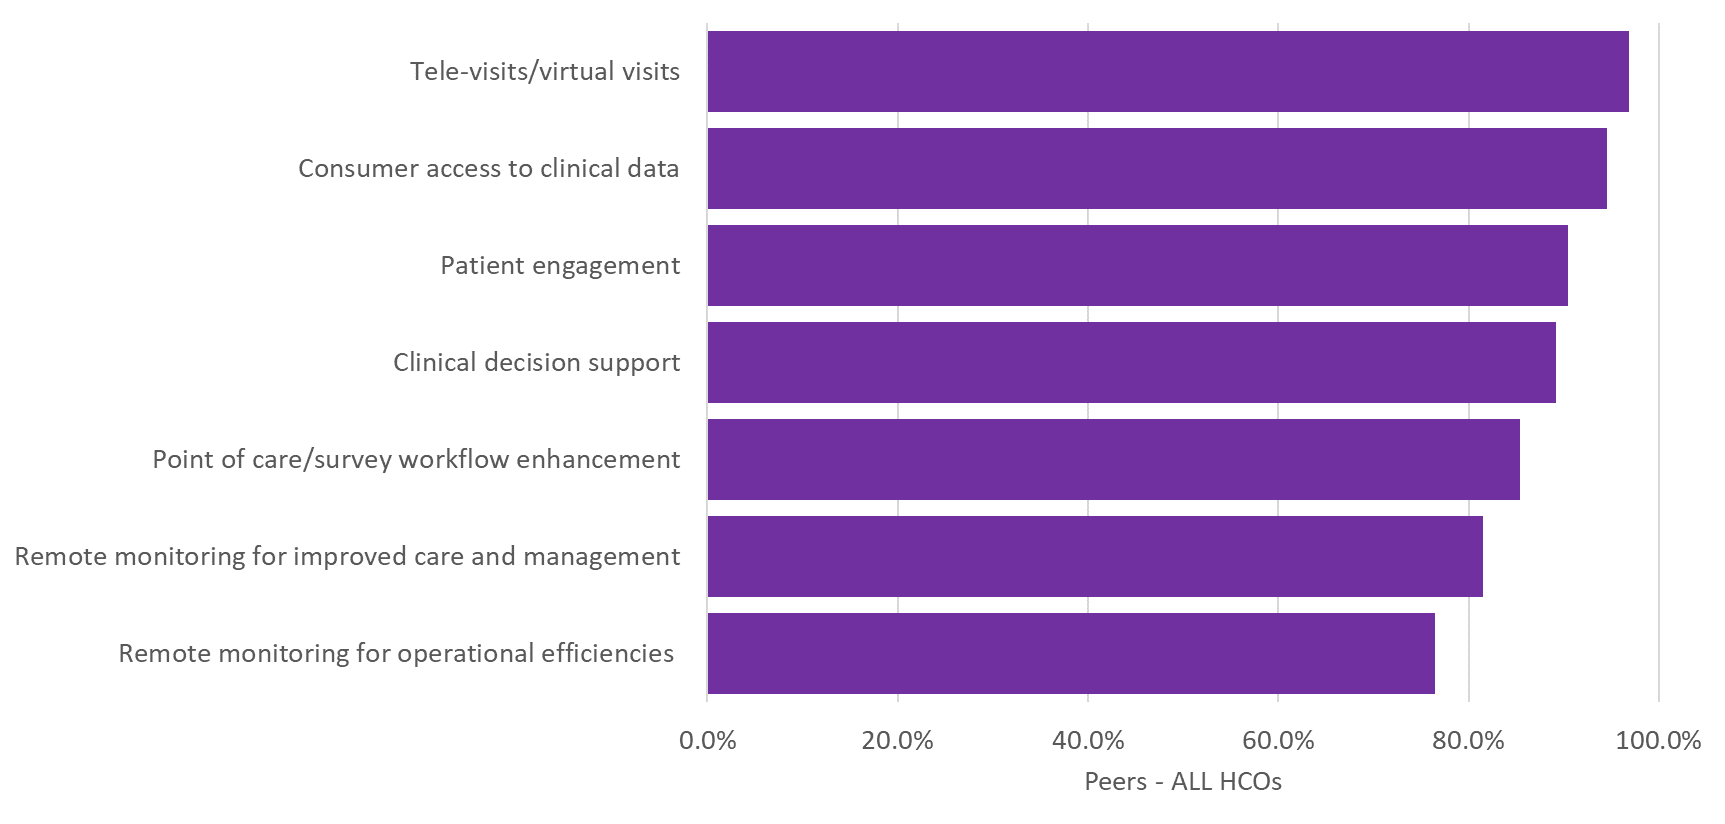 Tele-visits/virtual visits
Consumer access to clinical data
Patient engagement
Clinical decision support
Point of care/survey workflow enhancement
Remote monitoring for improved care and management
Remote monitoring for operational efficiencies
0.0% 20.0% 40.0% 60.0% 80.0% 100.0%
Peers - ALL HCOs